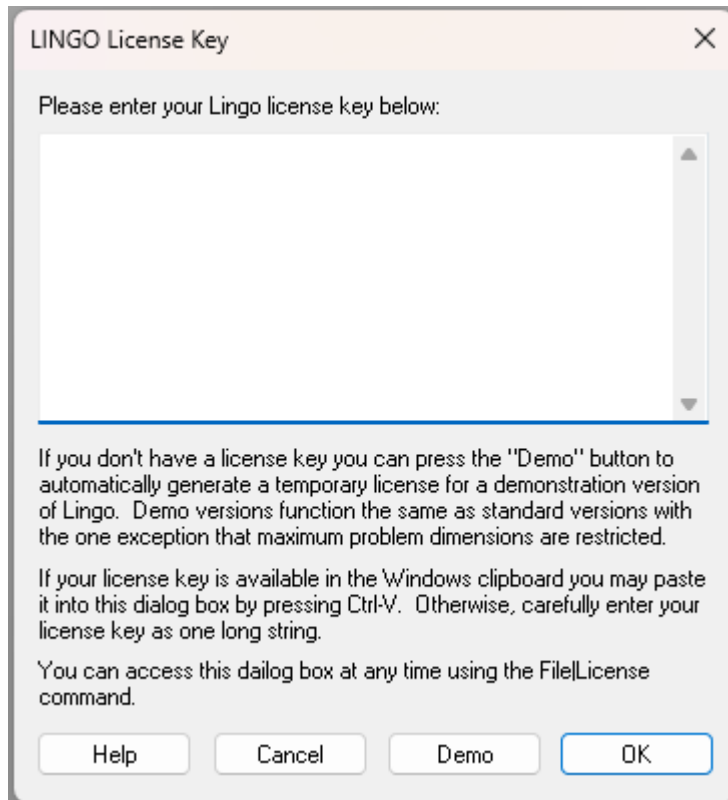 LINGO License Key
Please enter your Lingo license key below:
If you don't have a license key you can press the "Demo" button to
automatically generate a temporary license for a demonstration version
of Lingo.  Demo versions function the same as standard versions with
the one exception that maximum problem dimensions are restricted.
If your license key is available in the Windows clipboard you may paste
it into this dialog box by pressing Ctrl-V.  Otherwise, carefully enter your
license key as one long string.
You can access this dailog box at any time using the File|License
command.
Help
Cancel
Demo
OK